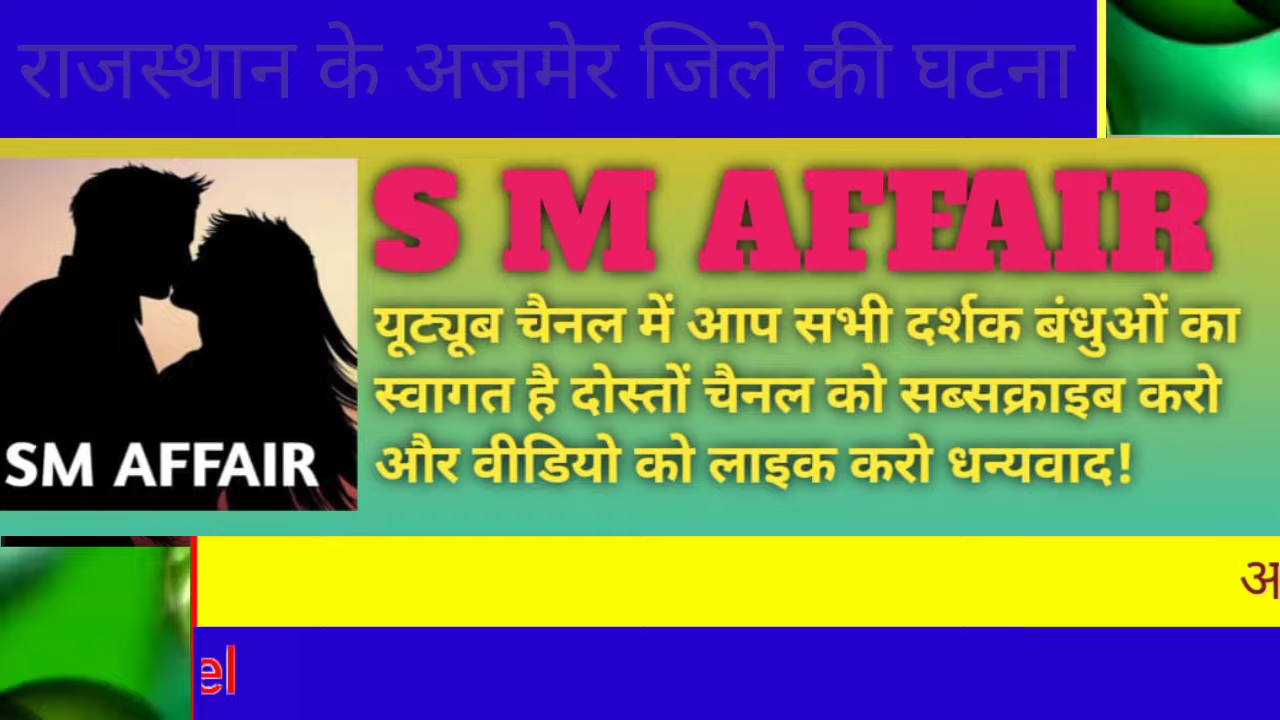 राजस्थान के अजमेर जिले की घटना
S M AFFAIR
यूट्यूब चैनल में आप सभी दर्शक बंधुओं का
स्वागत है दोस्तों चैनल को सब्सक्राइब करो
और वीडियो को लाइक करो धन्यवाद!
SM AFFAIR
अ
el